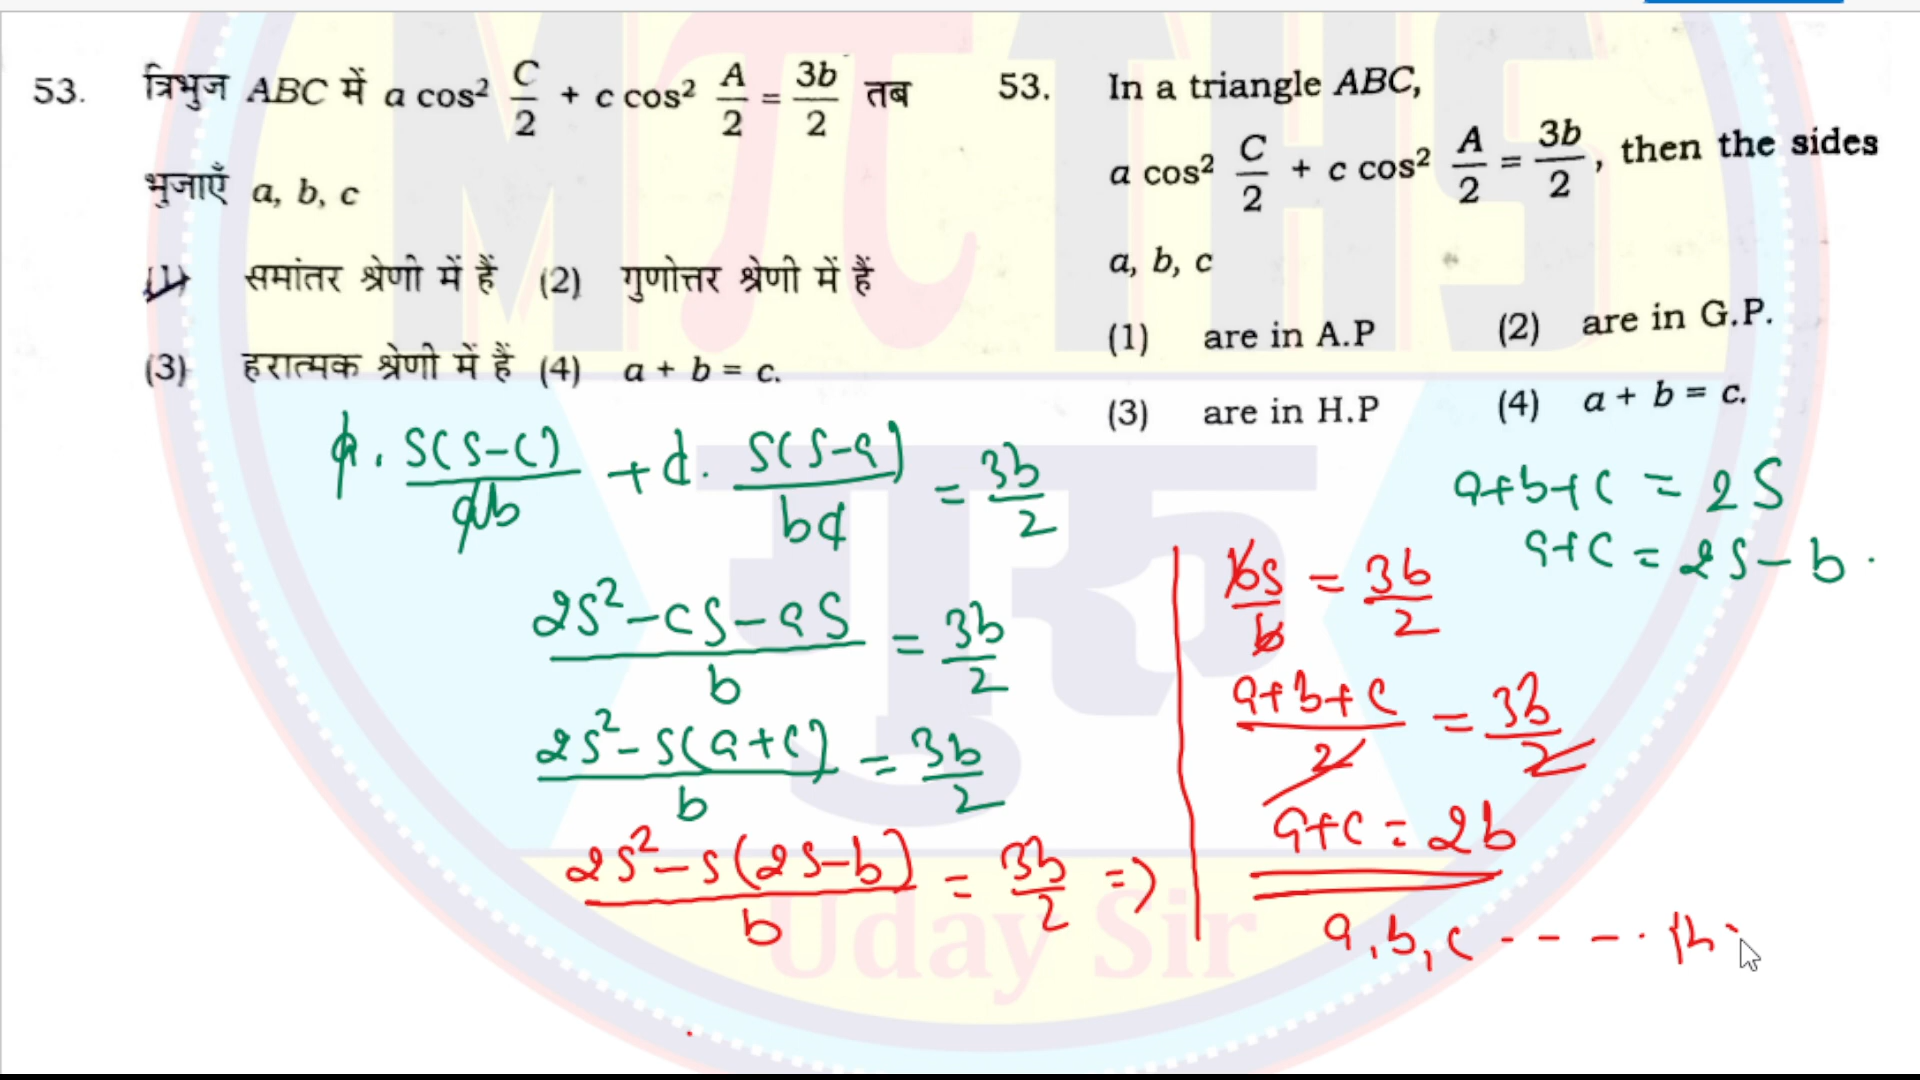 53. त्रिभुज ABC में a cos² C/2 + c cos² A/2 = 3b/2 तब
भुजाएँ a, b, c
(1) समांतर श्रेणी में हैं (2) गुणोत्तर श्रेणी में हैं
(3) हरात्मक श्रेणी में हैं (4) a + b = c.
53. In a triangle ABC,
a cos² C/2 + c cos² A/2 = 3b/2, then the sides
a, b, c
(1) are in A.P (2) are in G.P.
(3) are in H.P (4) a + b = c.
a. s(s-c)/ab + c. s(s-a)/bc = 3b/2
2s²-cs-as/b = 3b/2
2s²-s(a+c)/b = 3b/2
2s²-s(2s-b)/b = 3b/2 =>
a+b+c = 2s
a+c = 2s-b.
bs/b = 3b/2
a+b+c/2 = 3b/2
a+c = 2b
a,b,c ----.
MπTHS
गुरु
Uday Sir